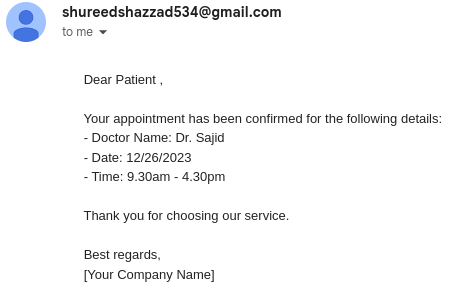 shureedshazzad534@gmail.com
to me
Dear Patient ,
Your appointment has been confirmed for the following details:
- Doctor Name: Dr. Sajid
- Date: 12/26/2023
- Time: 9.30am - 4.30pm
Thank you for choosing our service.
Best regards,
[Your Company Name]